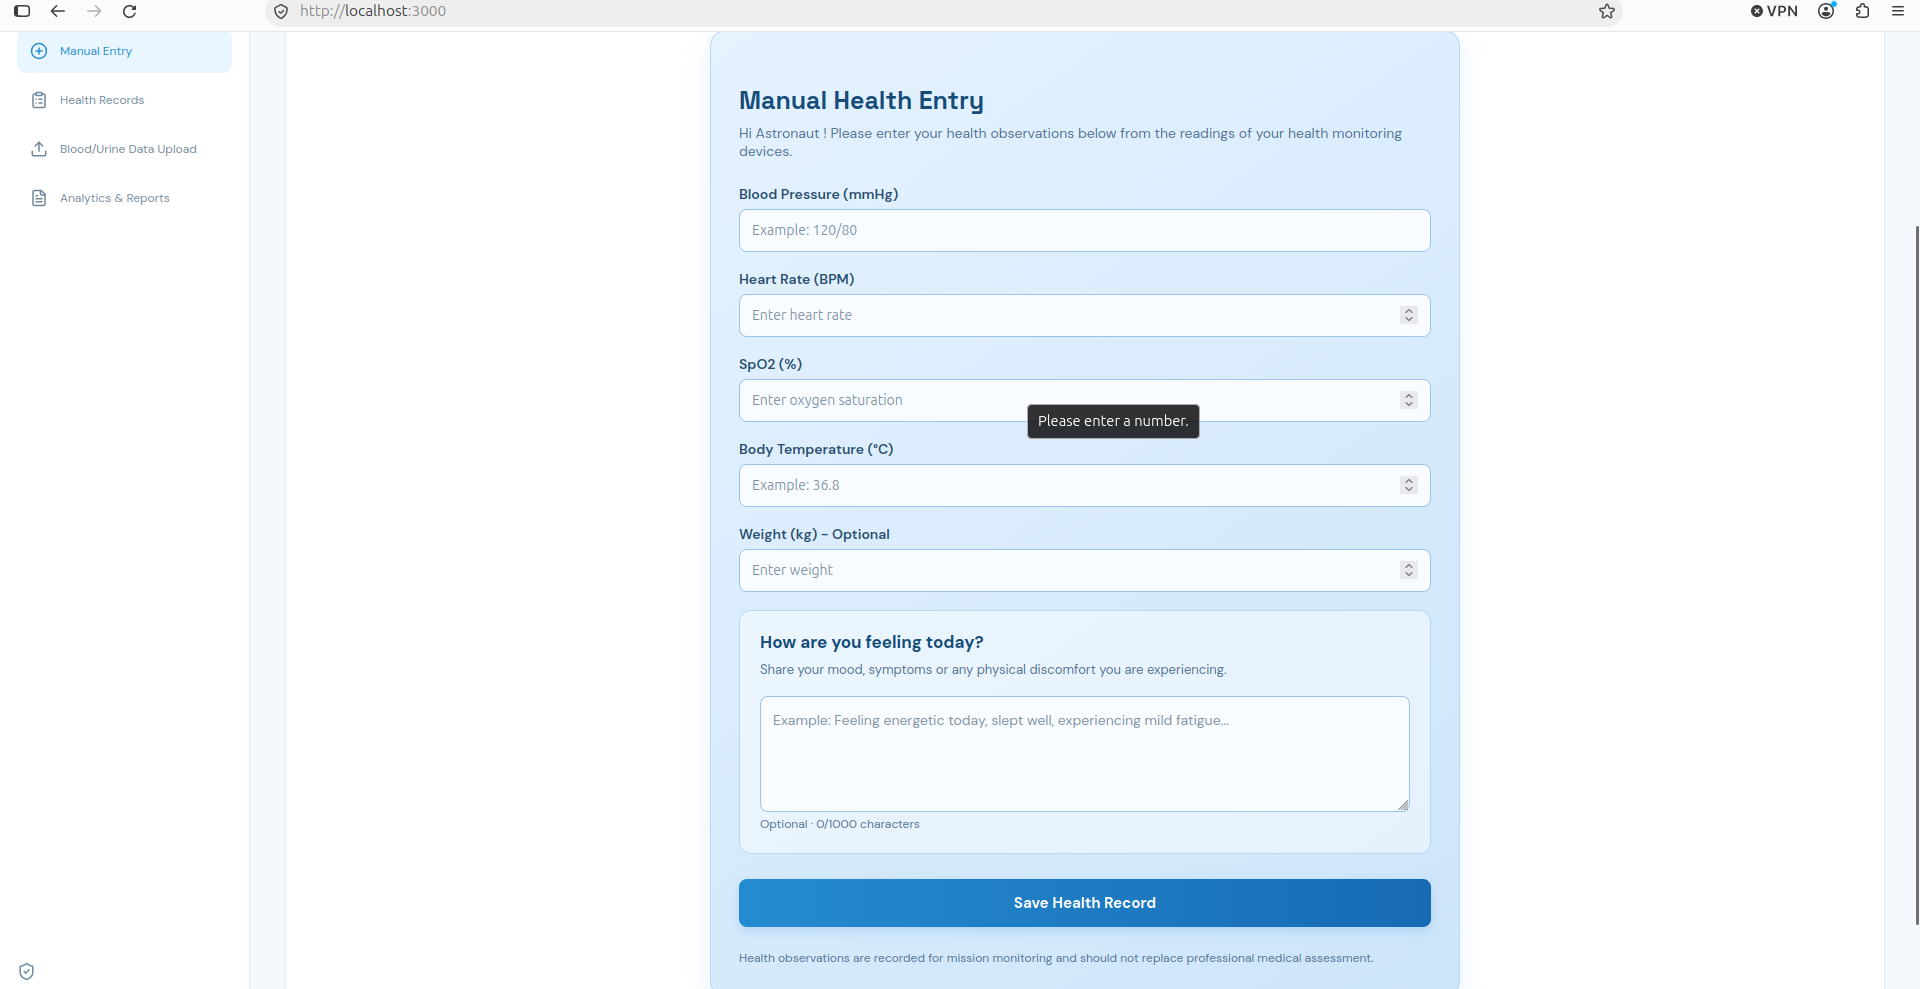 http://localhost:3000
VPN
Manual Entry
Health Records
Blood/Urine Data Upload
Analytics & Reports
Manual Health Entry
Hi Astronaut ! Please enter your health observations below from the readings of your health monitoring
devices.
Blood Pressure (mmHg)
Example: 120/80
Heart Rate (BPM)
Enter heart rate
SpO2 (%)
Enter oxygen saturation
Please enter a number.
Body Temperature (°C)
Example: 36.8
Weight (kg) - Optional
Enter weight
How are you feeling today?
Share your mood, symptoms or any physical discomfort you are experiencing.
Example: Feeling energetic today, slept well, experiencing mild fatigue...
Optional · 0/1000 characters
Save Health Record
Health observations are recorded for mission monitoring and should not replace professional medical assessment.